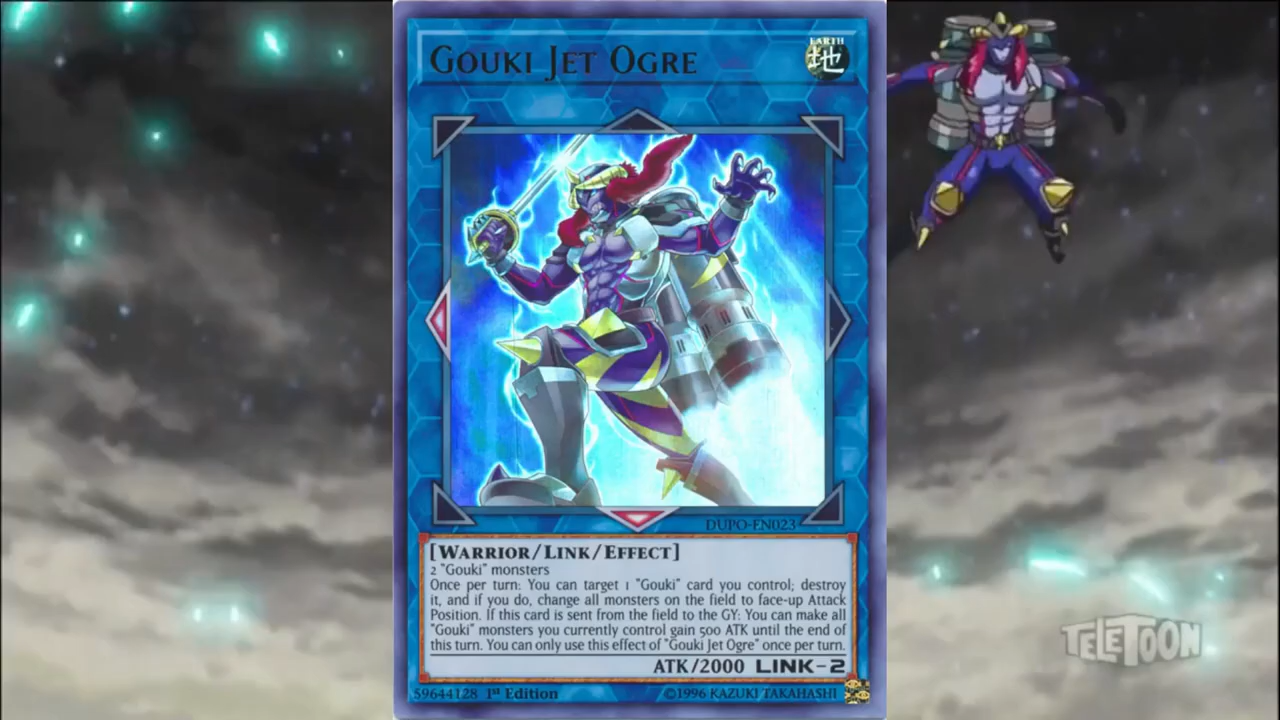 GOUKI JET OGRE
EARTH
地
DUPO-EN023
[WARRIOR/LINK/EFFECT]
2 "Gouki" monsters
Once per turn: You can target 1 "Gouki" card you control; destroy
it, and if you do, change all monsters on the field to face-up Attack
Position. If this card is sent from the field to the GY: You can make all
"Gouki" monsters you currently control gain 500 ATK until the end of
this turn. You can only use this effect of "Gouki Jet Ogre" once per turn.
ATK/2000 LINK-2
59644128 1st Edition ©1996 KAZUKI TAKAHASHI
TELETOON